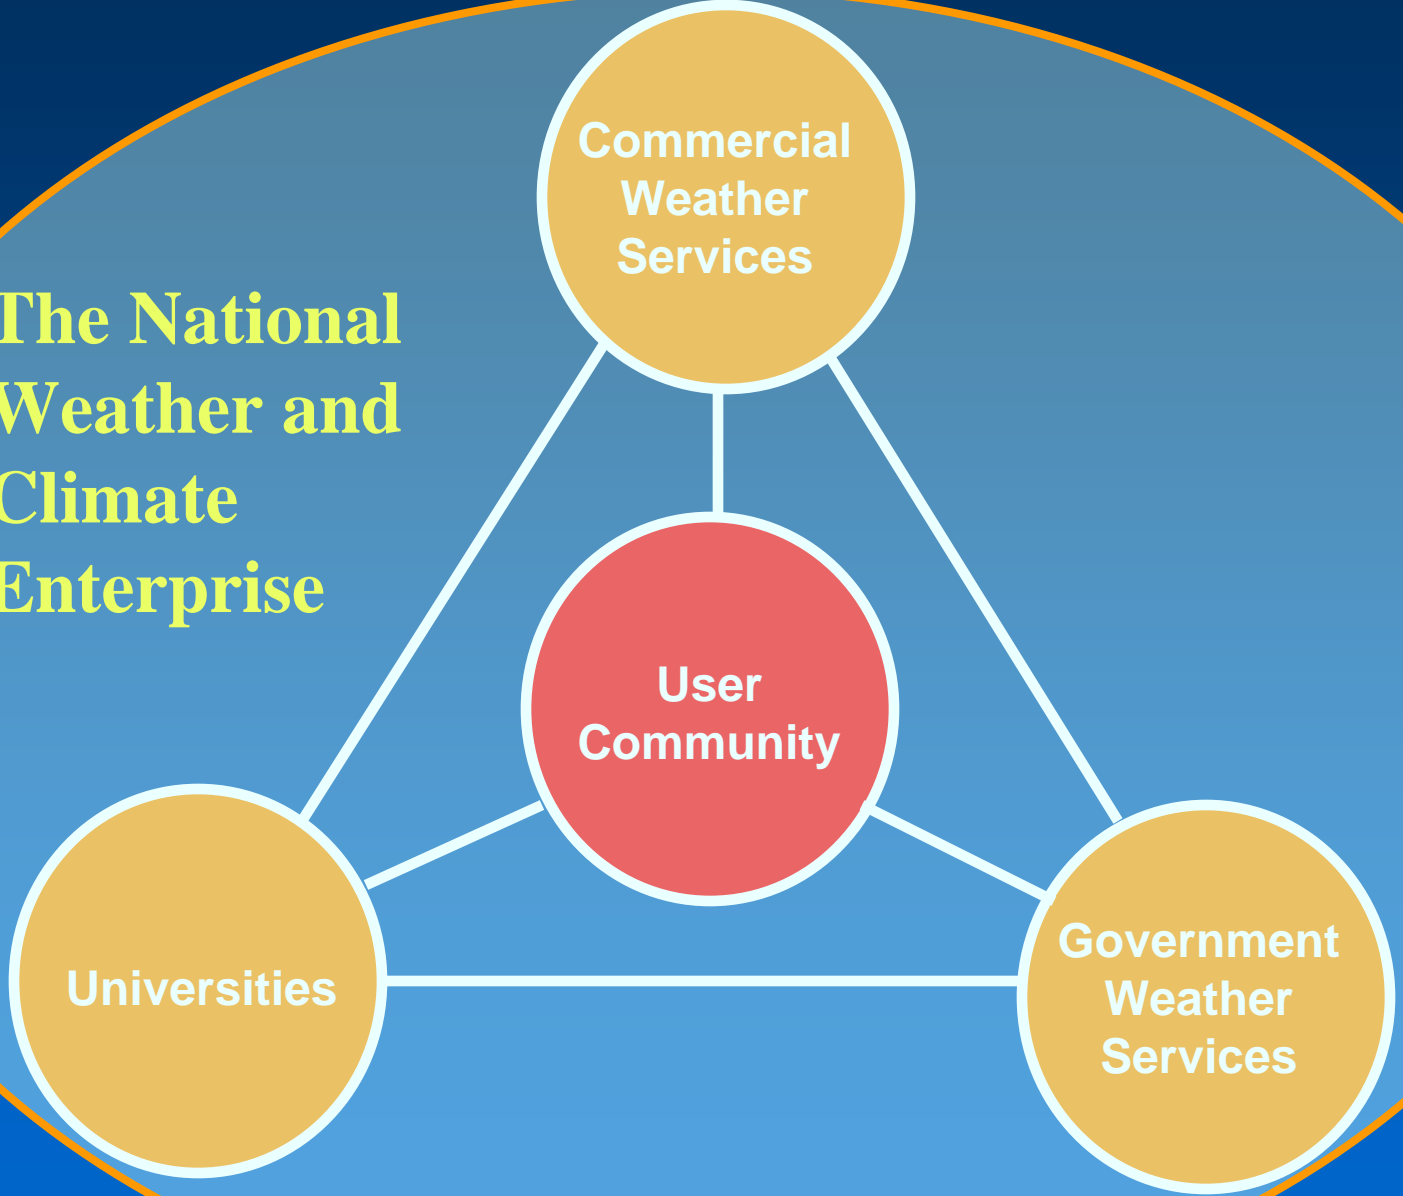 Commercial
Weather
Services
The National
Weather and
Climate
Enterprise
User
Community
Universities
Government
Weather
Services